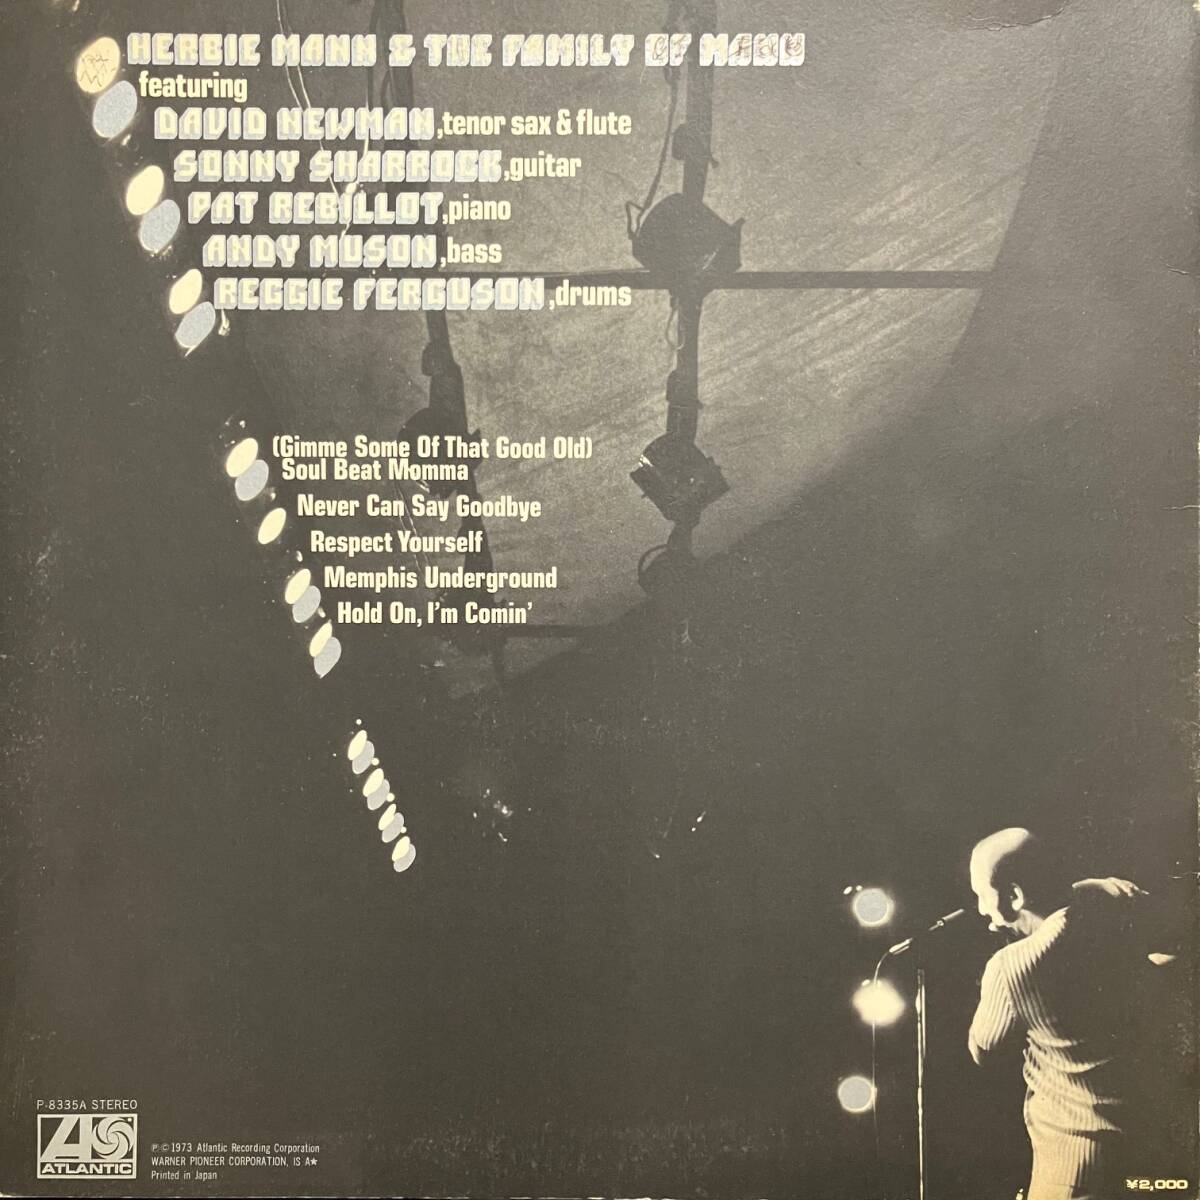 HERBIE MANN & THE FAMILY OF MANN
featuring
DAVID NEWMAN, tenor sax & flute
SONNY SHARROCK, guitar
PAT REBILLOT, piano
ANDY MUSON, bass
REGGIE FERGUSON, drums
(Gimme Some Of That Good Old)
Soul Beat Momma
Never Can Say Goodbye
Respect Yourself
Memphis Underground
Hold On, I'm Comin'
P-8335A STEREO
ATLANTIC
℗ © 1973 Atlantic Recording Corporation
WARNER PIONEER CORPORATION, IS A★
Printed in Japan
¥2,000